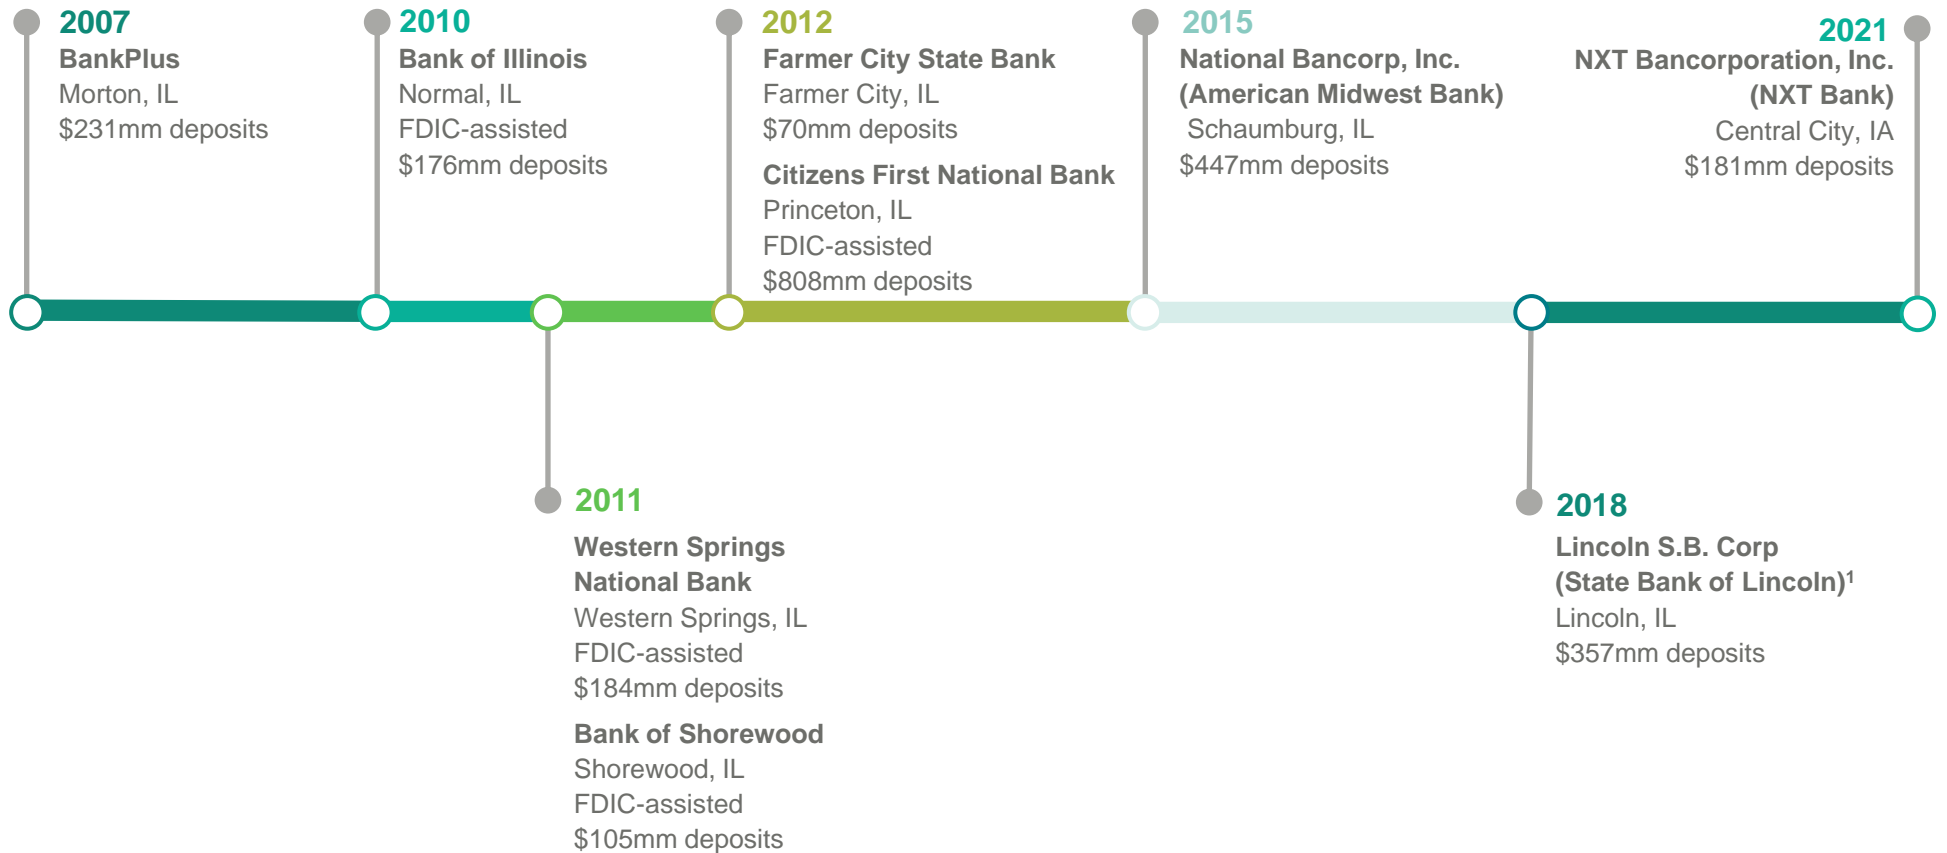 2007
BankPlus
Morton, IL
$231mm deposits
2010
Bank of Illinois
Normal, IL
FDIC-assisted
$176mm deposits
2012
Farmer City State Bank
Farmer City, IL
$70mm deposits
Citizens First National Bank
Princeton, IL
FDIC-assisted
$808mm deposits
2015
National Bancorp, Inc.
(American Midwest Bank)
Schaumburg, IL
$447mm deposits
2021
NXT Bancorporation, Inc.
(NXT Bank)
Central City, IA
$181mm deposits
2011
Western Springs
National Bank
Western Springs, IL
FDIC-assisted
$184mm deposits
Bank of Shorewood
Shorewood, IL
FDIC-assisted
$105mm deposits
2018
Lincoln S.B. Corp
(State Bank of Lincoln)¹
Lincoln, IL
$357mm deposits